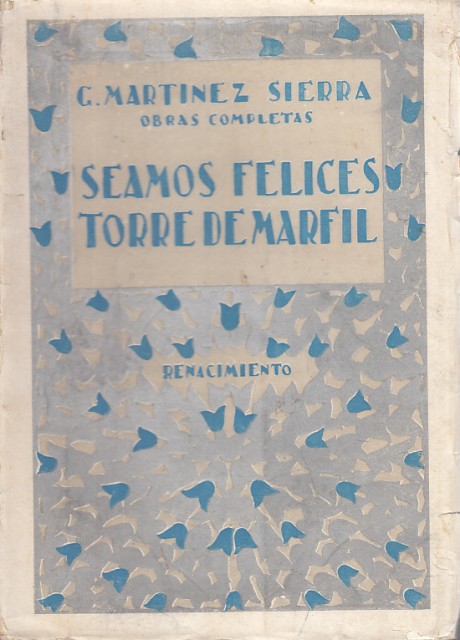 G. MARTINEZ SIERRA
OBRAS COMPLETAS
SEAMOS FELICES
TORRE DE MARFIL
RENACIMIENTO